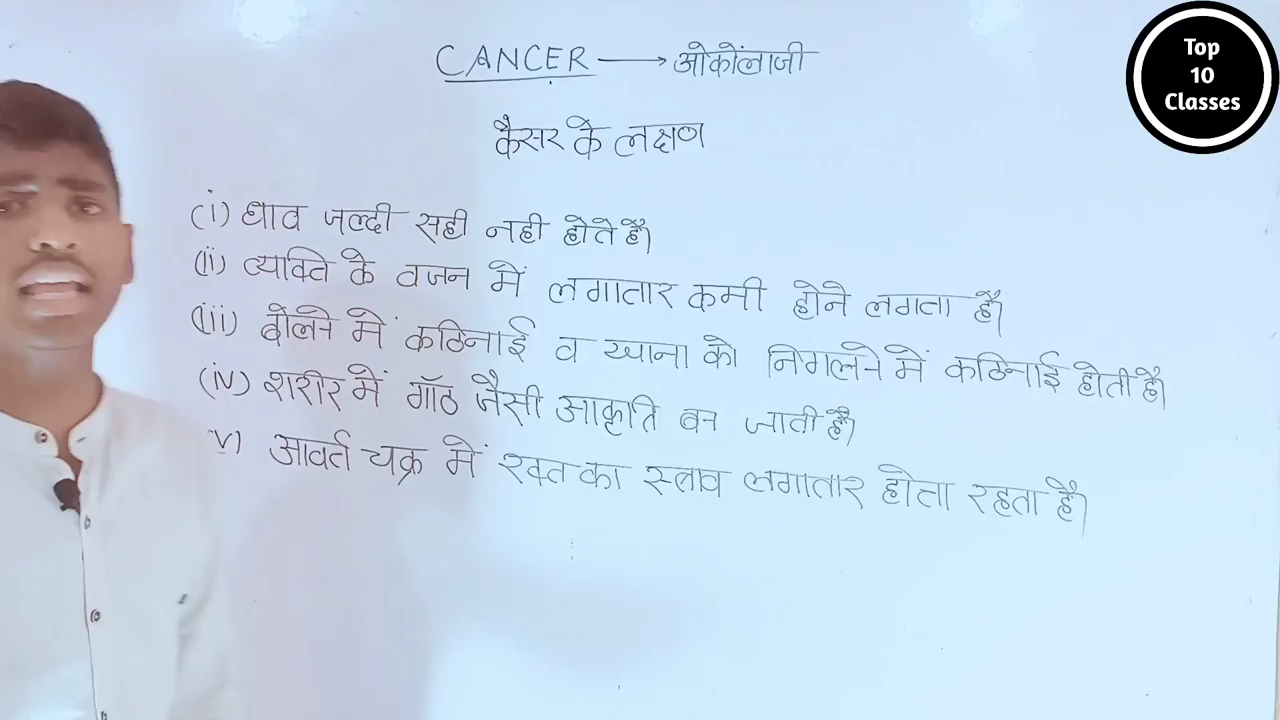 CANCER → ओकोंलाजी
कैसर के लक्षण
(i) घाव जल्दी सही नही होते है।
(ii) व्यक्ति के वजन में लगातार कमी होने लगता है।
(iii) बोलने में कठिनाई व खाना को निगलने में कठिनाई होती है।
(iv) शरीर में गॉठ जैसी आकृति बन जाती है।
v) आवर्त चक्र में रक्त का स्त्राव लगातार होता रहता है।
Top
10
Classes